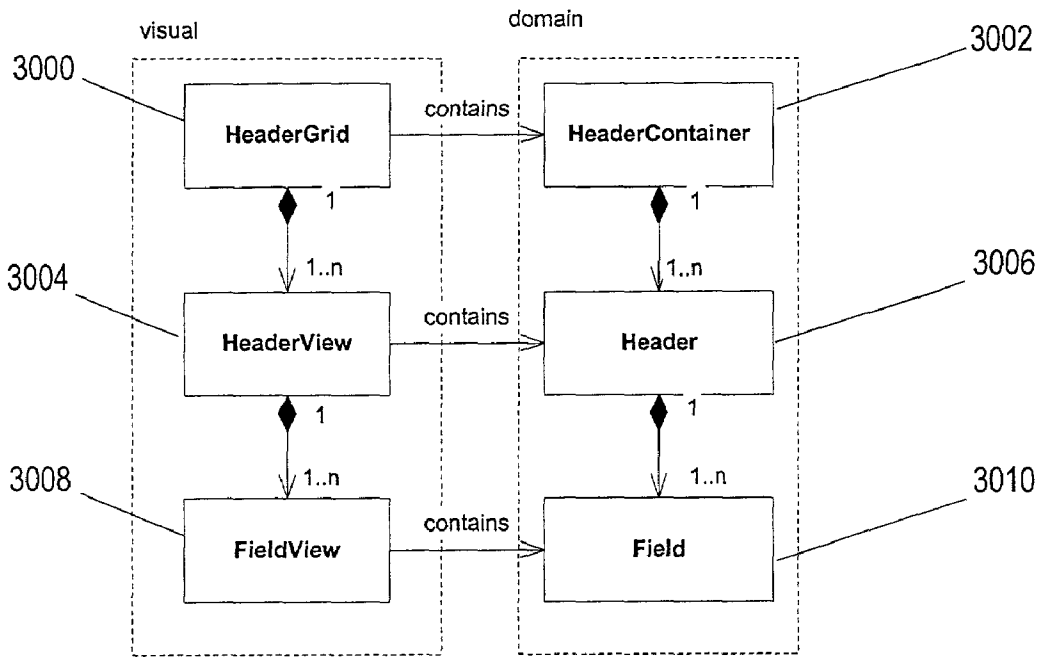 visual
domain
3000
3002
HeaderGrid
contains
HeaderContainer
1
1
1..n
1..n
3004
3006
HeaderView
contains
Header
1
1
1..n
1..n
3008
3010
FieldView
contains
Field